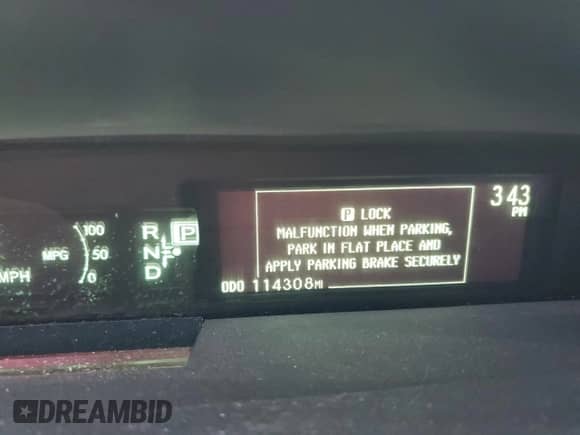 343
PM
P LOCK
MALFUNCTION WHEN PARKING,
PARK IN FLAT PLACE AND
APPLY PARKING BRAKE SECURELY
ODO 114308MI
100
MPG 50
0
MPH
R P
N
D
DREAMBID